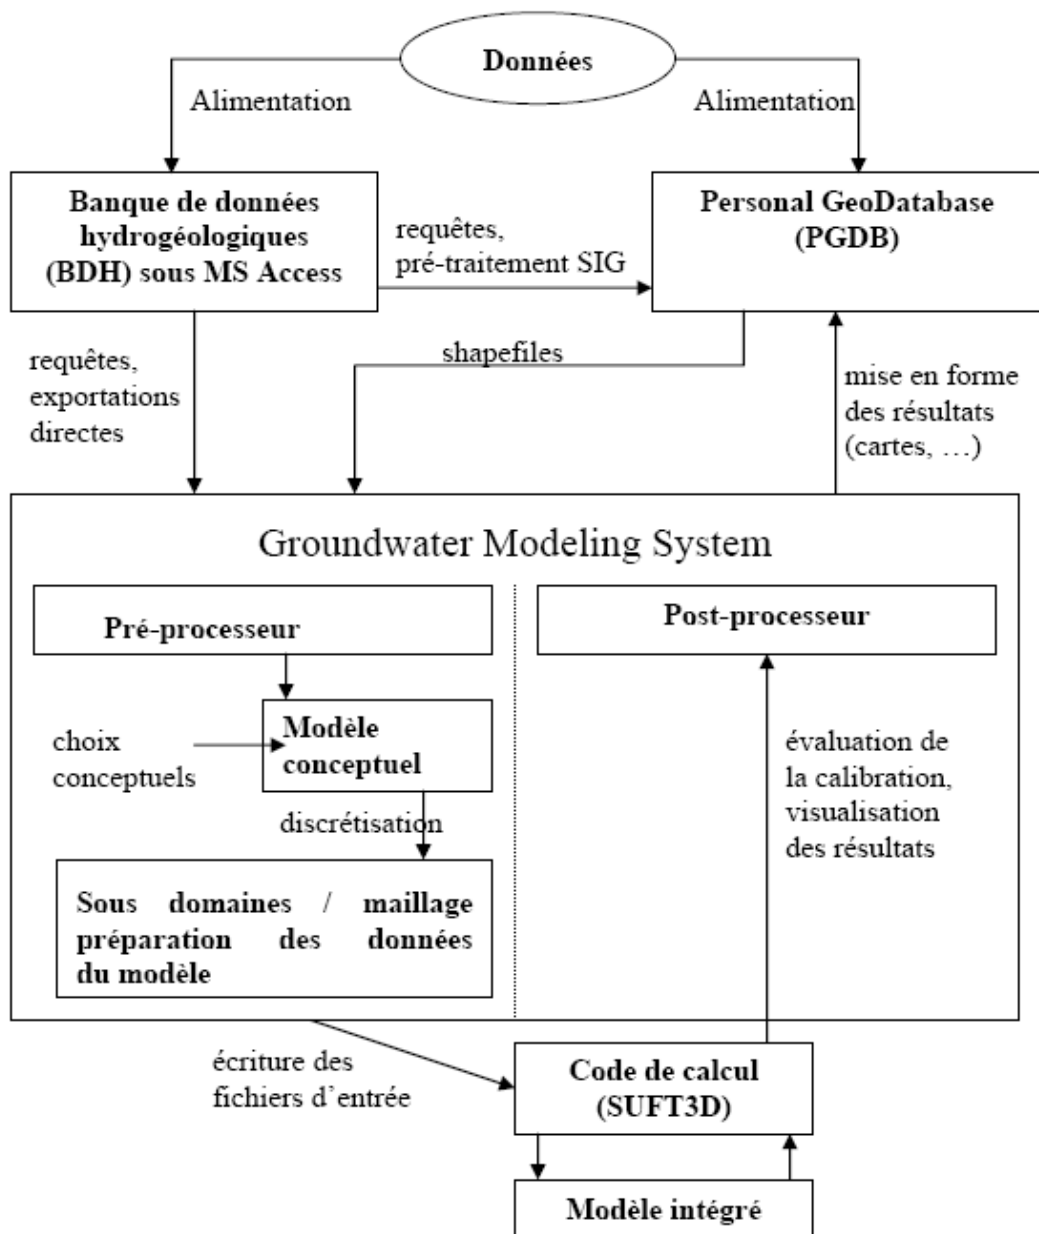 Données
Alimentation
Alimentation
Banque de données
hydrogéologiques
(BDH) sous MS Access
requêtes,
pré-traitement SIG
Personal GeoDatabase
(PGDB)
requêtes,
exportations
directes
shapefiles
mise en forme
des résultats
(cartes, …)
Groundwater Modeling System
Pré-processeur
Post-processeur
choix
conceptuels
Modèle
conceptuel
discrétisation
évaluation de
la calibration,
visualisation
des résultats
Sous domaines / maillage
préparation des données
du modèle
écriture des
fichiers d’entrée
Code de calcul
(SUFT3D)
Modèle intégré